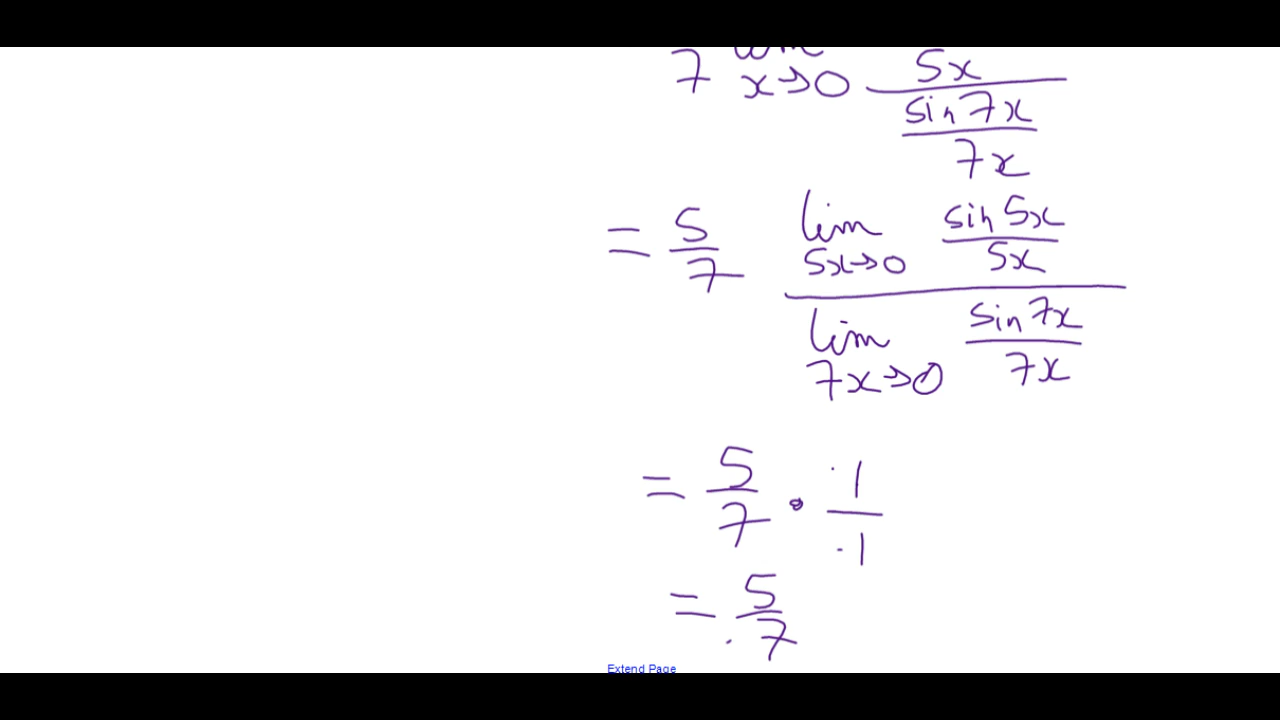 7 lim x→0 5x / (sin 7x / 7x)
= 5/7 (lim 5x→0 sin 5x / 5x) / (lim 7x→0 sin 7x / 7x)
= 5/7 · 1/1
= 5/7
Extend Page